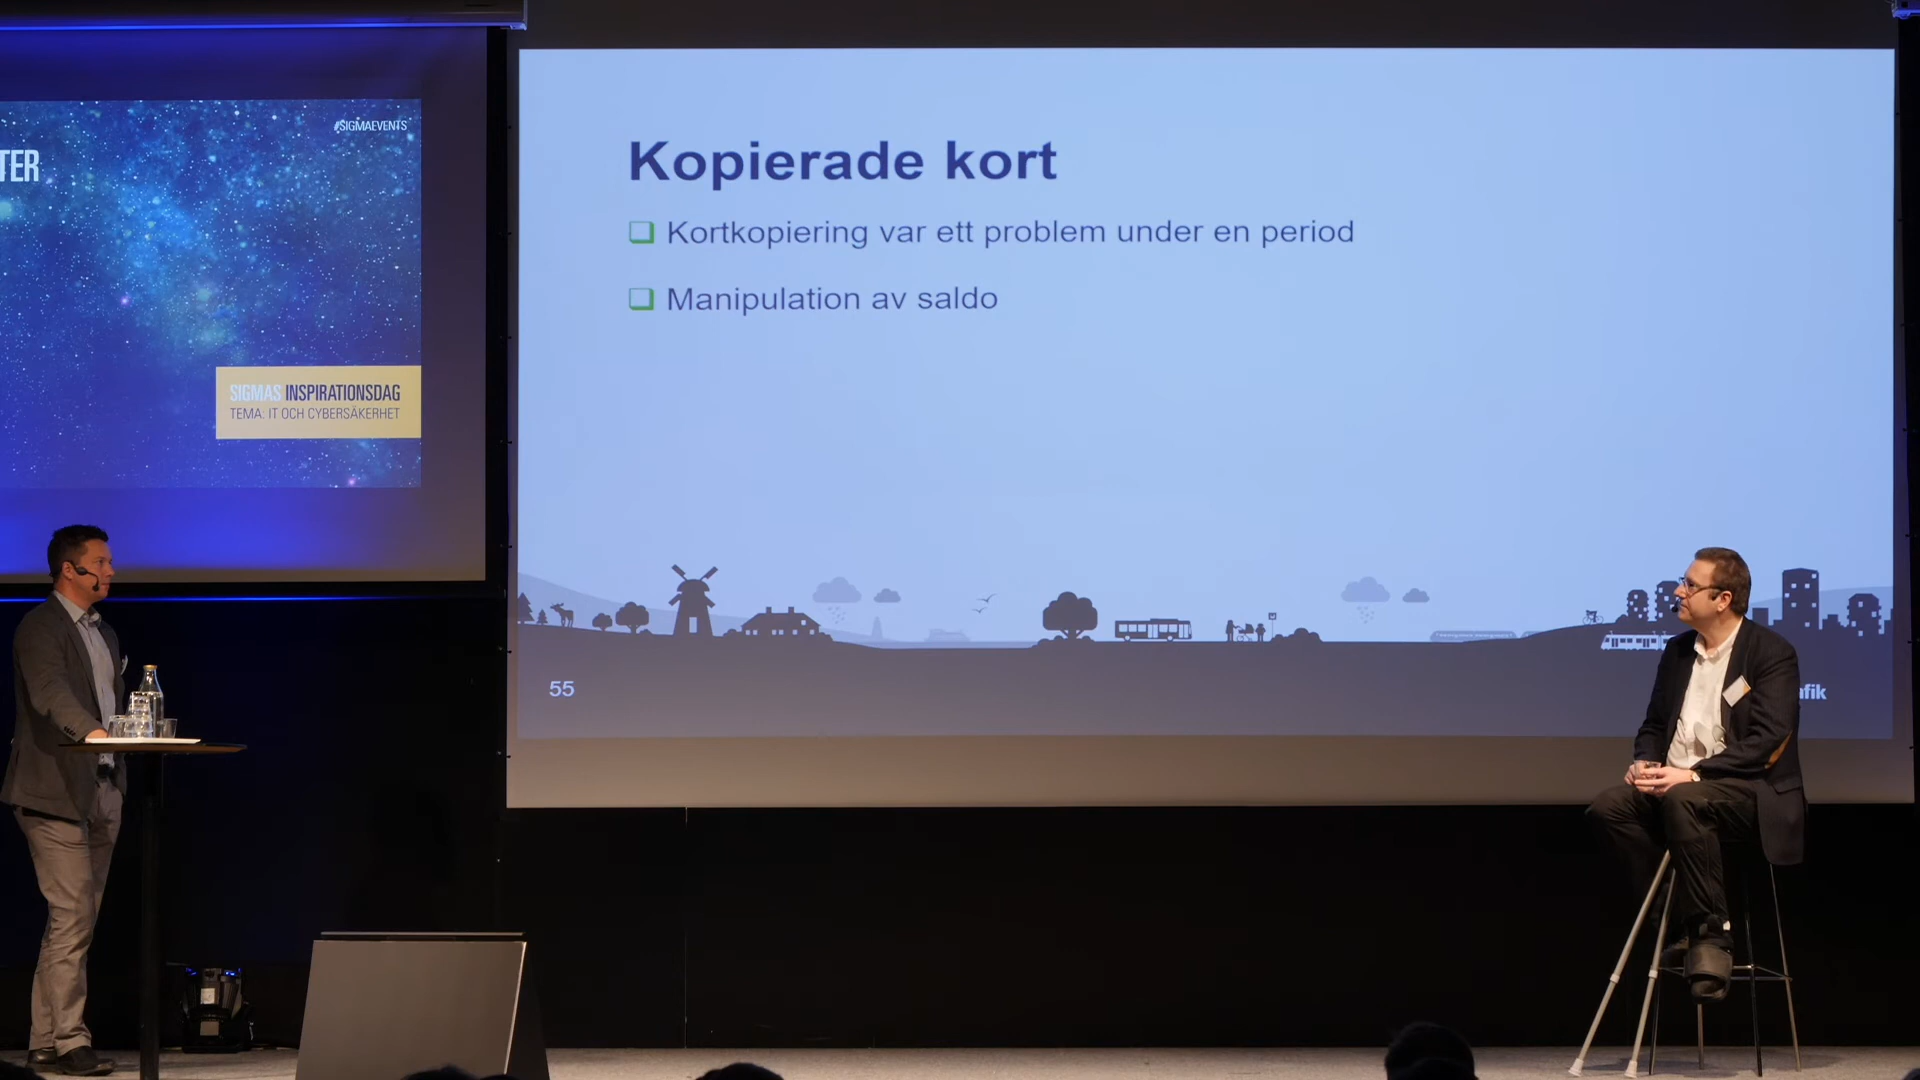 #SIGMAEVENTS
TER
SIGMAS INSPIRATIONSDAG
TEMA: IT OCH CYBERSÄKERHET
Kopierade kort
Kortkopiering var ett problem under en period
Manipulation av saldo
55
afik